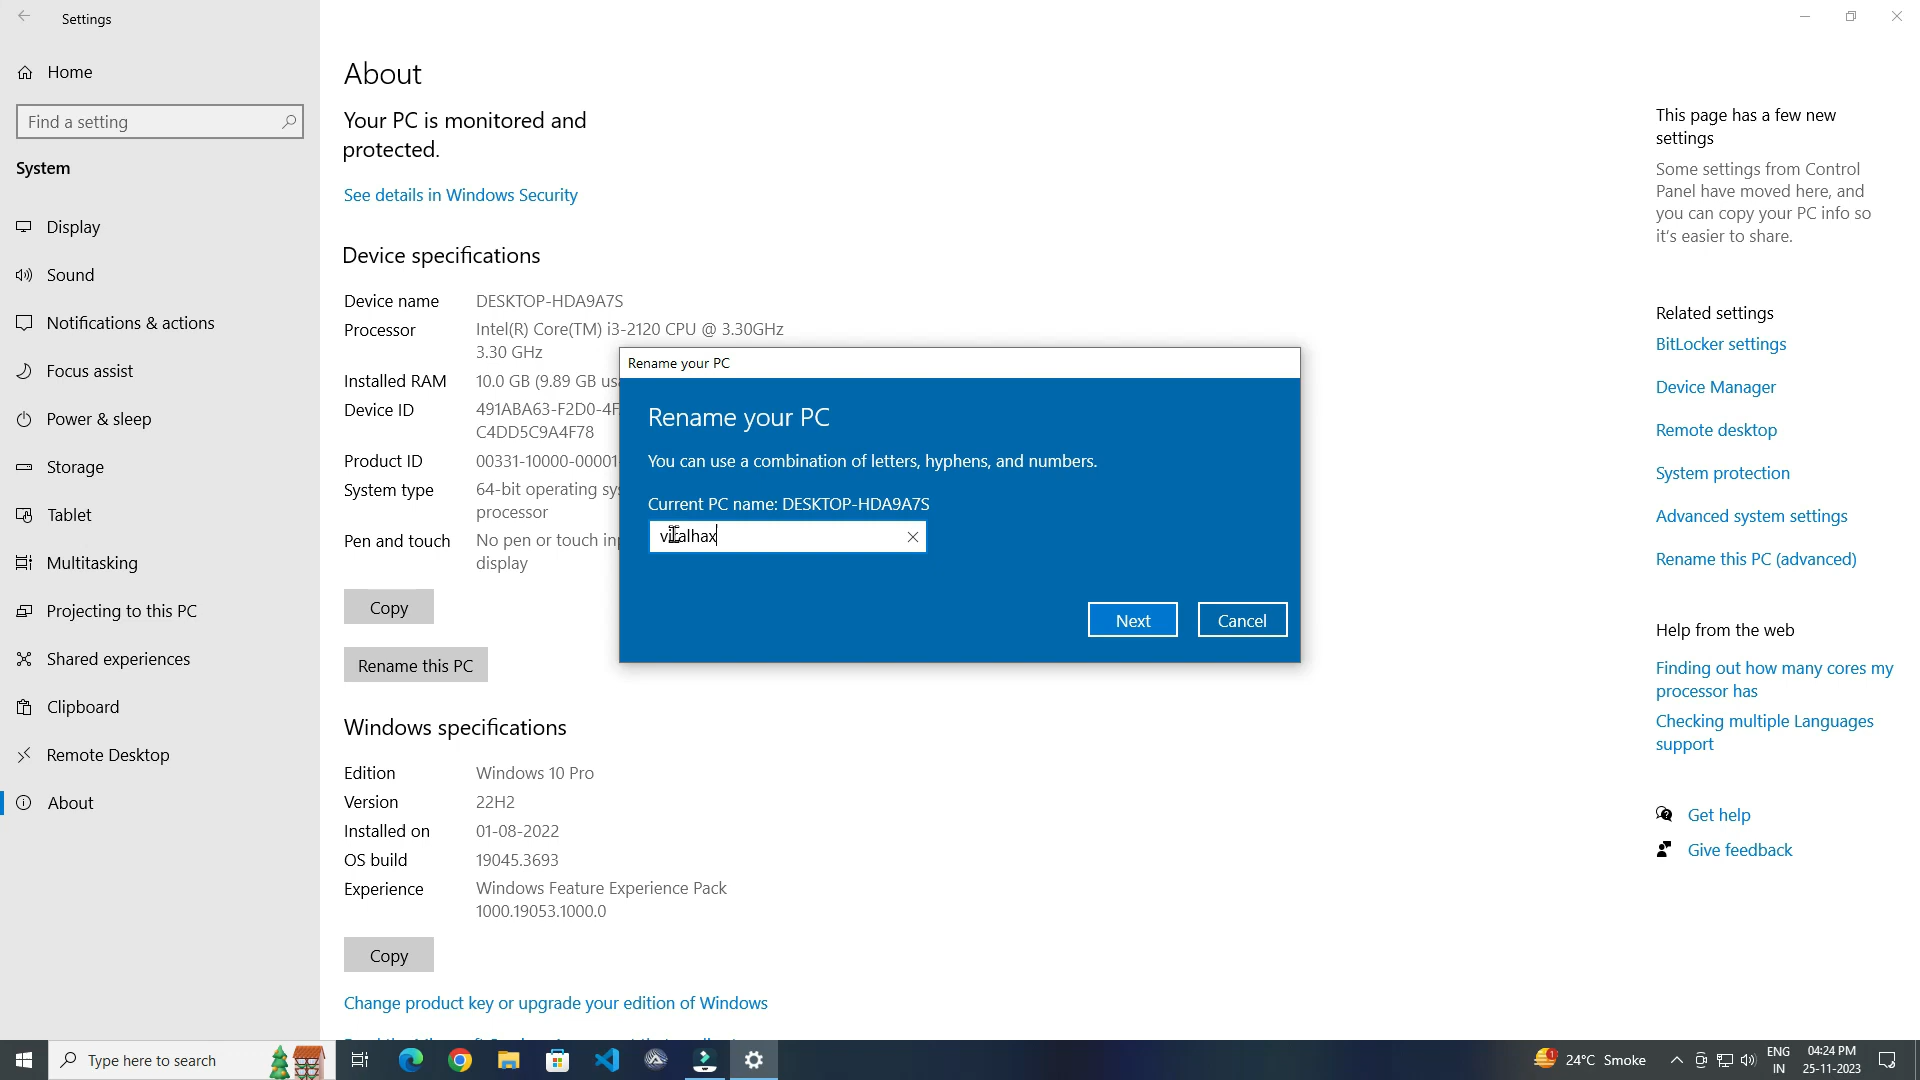 Settings
Home
Find a setting
System
Display
Sound
Notifications & actions
Focus assist
Power & sleep
Storage
Tablet
Multitasking
Projecting to this PC
Shared experiences
Clipboard
Remote Desktop
About
About
Your PC is monitored and
protected.
See details in Windows Security
Device specifications
Device name DESKTOP-HDA9A7S
Processor Intel(R) Core(TM) i3-2120 CPU @ 3.30GHz
3.30 GHz
Installed RAM 10.0 GB (9.89 GB
Device ID 491ABA63-F2D0-4F
C4DD5C9A4F78
Product ID 00331-10000-00001
System type 64-bit operating
processor
Pen and touch No pen or touch
display
Copy
Rename this PC
Windows specifications
Edition Windows 10 Pro
Version 22H2
Installed on 01-08-2022
OS build 19045.3693
Experience Windows Feature Experience Pack
1000.19053.1000.0
Copy
Change product key or upgrade your edition of Windows
Rename your PC
Rename your PC
You can use a combination of letters, hyphens, and numbers.
Current PC name: DESKTOP-HDA9A7S
Next Cancel
This page has a few new
settings
Some settings from Control
Panel have moved here, and
you can copy your PC info so
it's easier to share.
Related settings
BitLocker settings
Device Manager
Remote desktop
System protection
Advanced system settings
Rename this PC (advanced)
Help from the web
Finding out how many cores my
processor has
Checking multiple Languages
support
Get help
Give feedback
Type here to search
1
24°C Smoke
ENG
IN
04:24 PM
25-11-2023